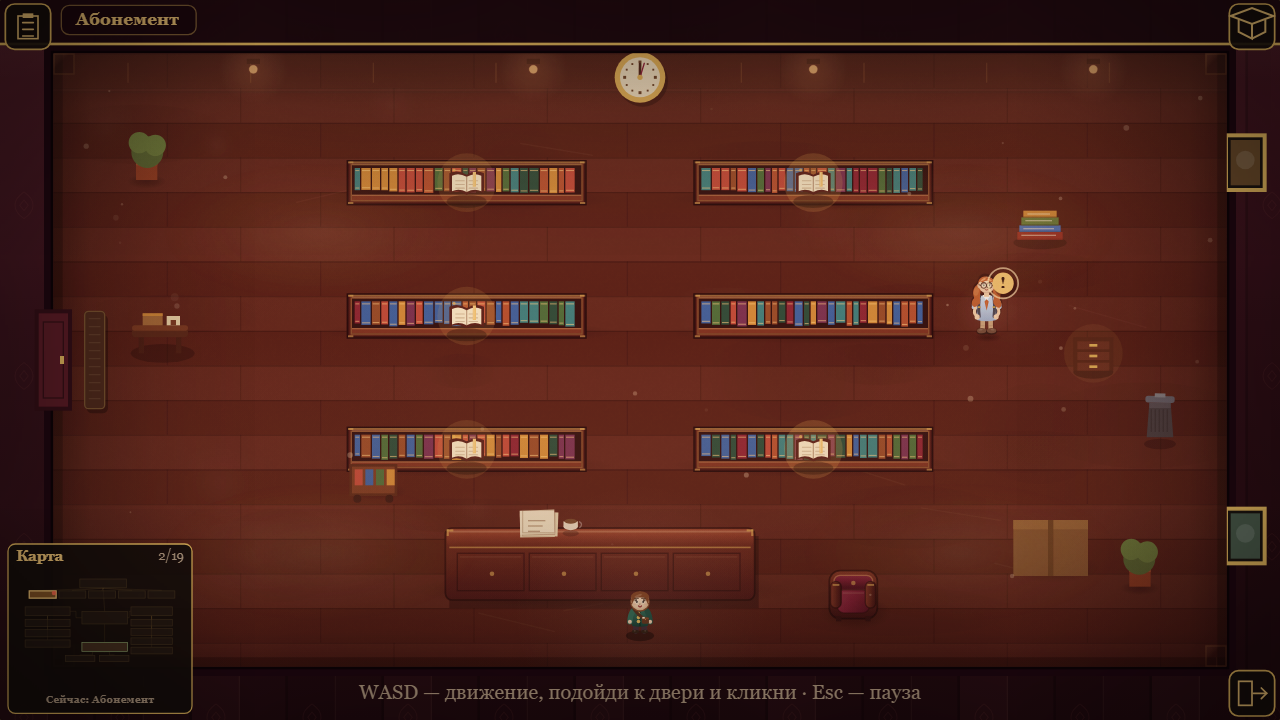 Абонемент
!
Карта
2/19
Сейчас: Абонемент
WASD — движение, подойди к двери и кликни · Esc — пауза